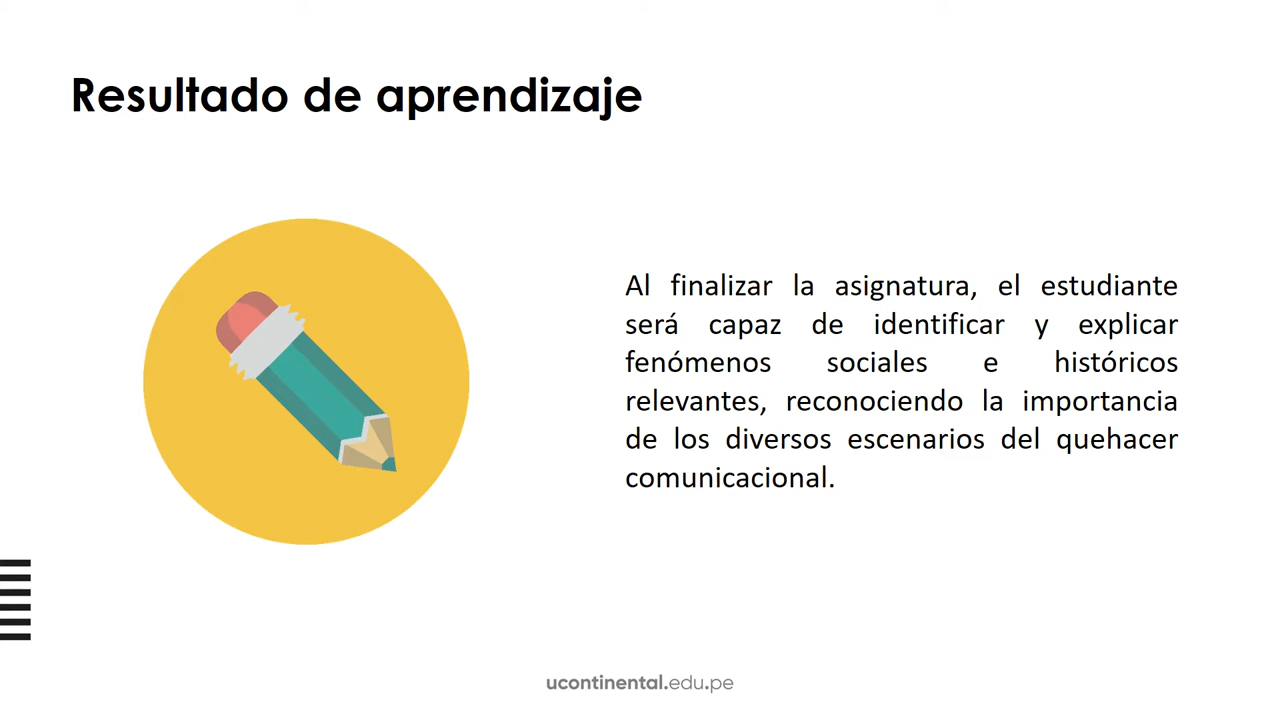 Resultado de aprendizaje
Al finalizar la asignatura, el estudiante
será capaz de identificar y explicar
fenómenos sociales e históricos
relevantes, reconociendo la importancia
de los diversos escenarios del quehacer
comunicacional.
ucontinental.edu.pe